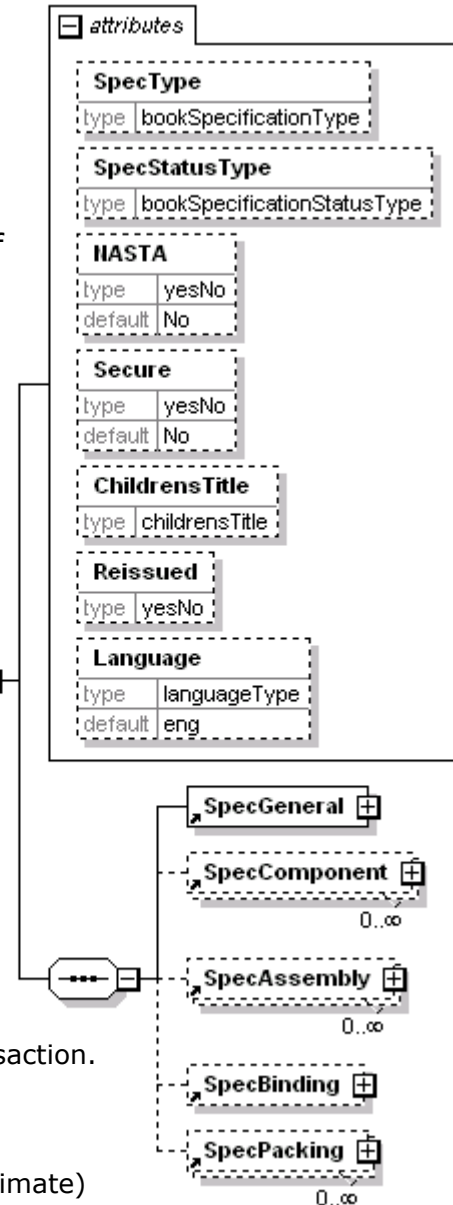 attributes
SpecType
type bookSpecificationType
SpecStatusType
type bookSpecificationStatusType
f
NASTA
type yesNo
default No
Secure
type yesNo
default No
ChildrensTitle
type childrensTitle
Reissued
type yesNo
Language
type languageType
default eng
SpecGeneral
SpecComponent
0..∞
SpecAssembly
0..∞
saction.
SpecBinding
SpecPacking
imate)
0..∞